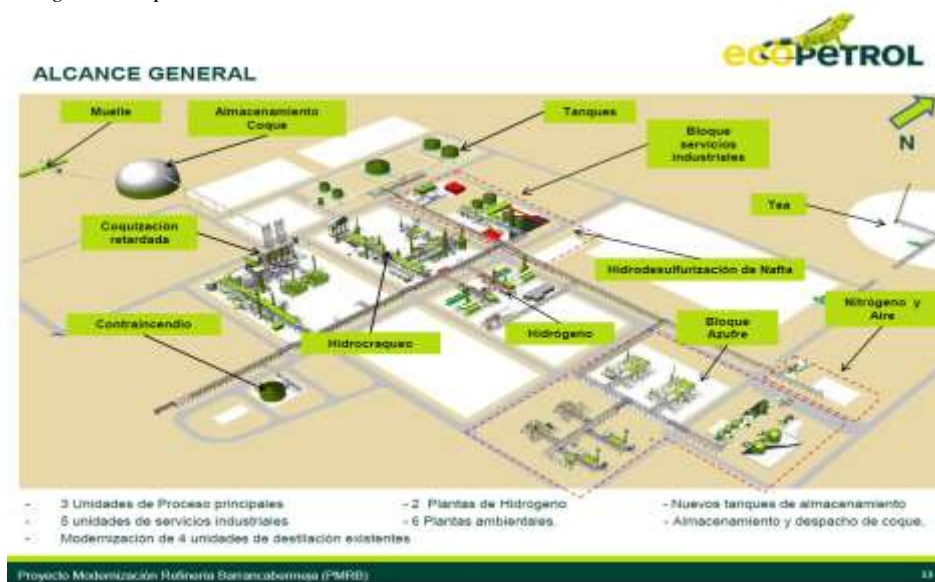 ecopetrol
ALCANCE GENERAL
Muelle
Almacenamiento
Coque
Tanques
Bloque
servicios
industriales
N
Tea
Coquización
retardada
Hidrodesulfurización de Nafta
Nitrógeno y
Aire
Contraincendio
Hidrocraqueo
Hidrógeno
Bloque
Azufre
- 3 Unidades de Proceso principales
- 2 Plantas de Hidrogeno
- Nuevos tanques de almacenamiento
- 5 unidades de servicios industriales
- 6 Plantas ambientales.
- Almacenamiento y despacho de coque.
- Modernización de 4 unidades de destilación existentes
Proyecto Modernización Refinería Barrancabermeja (PMRB)